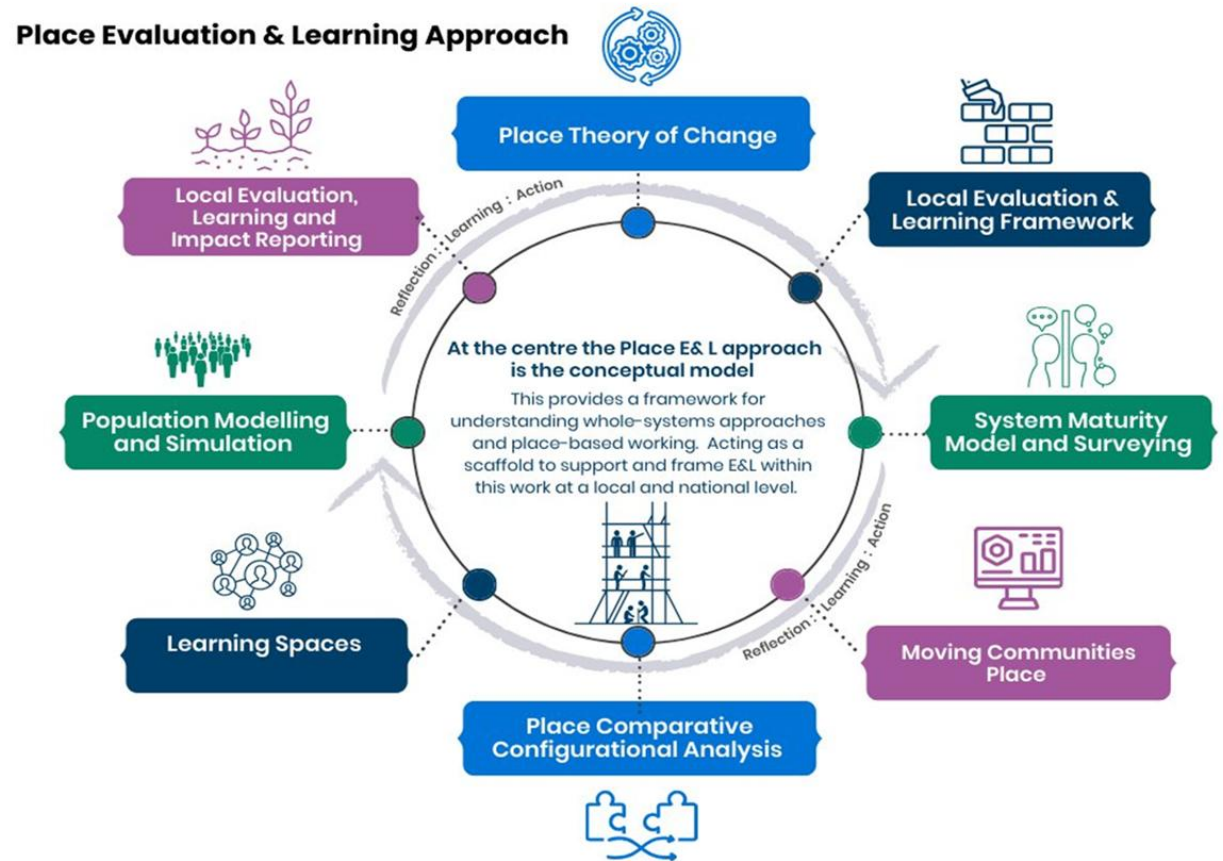 Place Evaluation & Learning Approach
Place Theory of Change
Local Evaluation &
Learning Framework
System Maturity
Model and Surveying
Moving Communities
Place
Place Comparative
Configurational Analysis
Learning Spaces
Population Modelling
and Simulation
Local Evaluation,
Learning and
Impact Reporting
Reflection : Learning : Action
Reflection : Learning : Action
At the centre the Place E& L approach
is the conceptual model
This provides a framework for
understanding whole-systems approaches
and place-based working. Acting as a
scaffold to support and frame E&L within
this work at a local and national level.